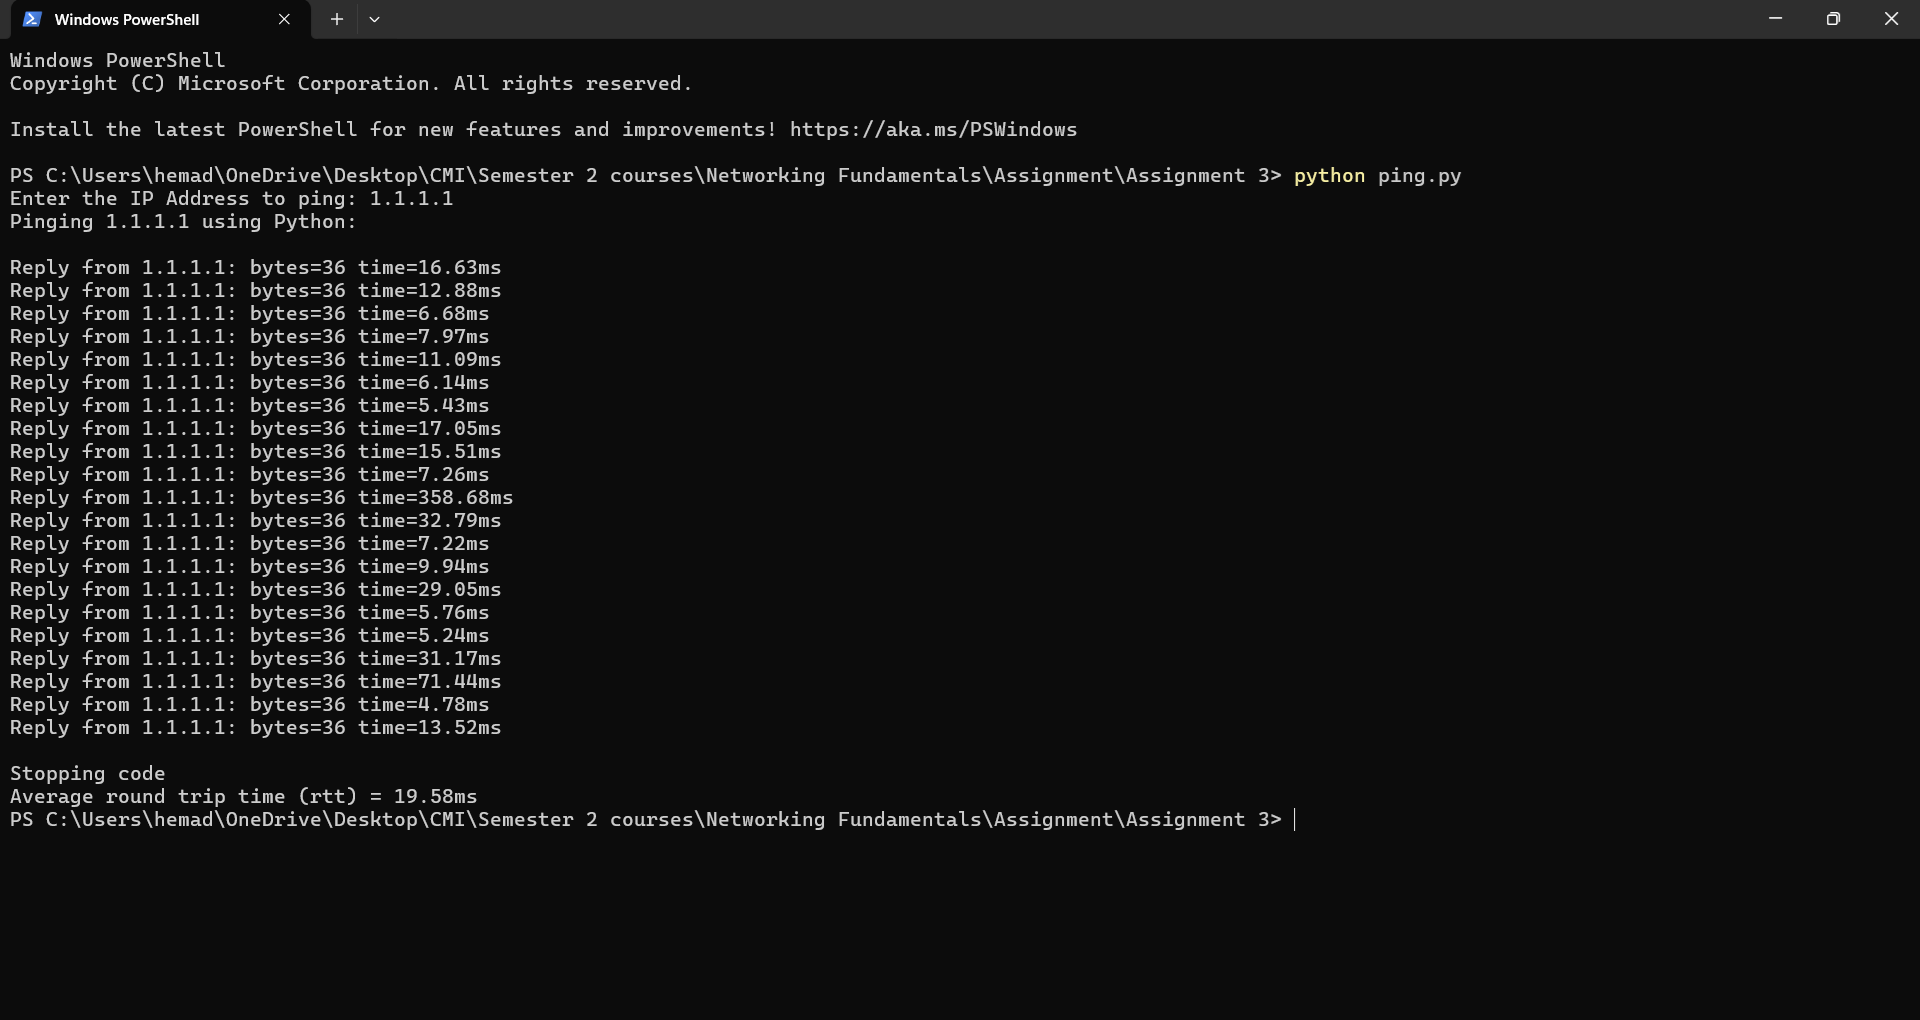 Windows PowerShell
Windows PowerShell
Copyright (C) Microsoft Corporation. All rights reserved.
Install the latest PowerShell for new features and improvements! https://aka.ms/PSWindows
PS C:\Users\hemad\OneDrive\Desktop\CMI\Semester 2 courses\Networking Fundamentals\Assignment\Assignment 3> python ping.py
Enter the IP Address to ping: 1.1.1.1
Pinging 1.1.1.1 using Python:
Reply from 1.1.1.1: bytes=36 time=16.63ms
Reply from 1.1.1.1: bytes=36 time=12.88ms
Reply from 1.1.1.1: bytes=36 time=6.68ms
Reply from 1.1.1.1: bytes=36 time=7.97ms
Reply from 1.1.1.1: bytes=36 time=11.09ms
Reply from 1.1.1.1: bytes=36 time=6.14ms
Reply from 1.1.1.1: bytes=36 time=5.43ms
Reply from 1.1.1.1: bytes=36 time=17.05ms
Reply from 1.1.1.1: bytes=36 time=15.51ms
Reply from 1.1.1.1: bytes=36 time=7.26ms
Reply from 1.1.1.1: bytes=36 time=358.68ms
Reply from 1.1.1.1: bytes=36 time=32.79ms
Reply from 1.1.1.1: bytes=36 time=7.22ms
Reply from 1.1.1.1: bytes=36 time=9.94ms
Reply from 1.1.1.1: bytes=36 time=29.05ms
Reply from 1.1.1.1: bytes=36 time=5.76ms
Reply from 1.1.1.1: bytes=36 time=5.24ms
Reply from 1.1.1.1: bytes=36 time=31.17ms
Reply from 1.1.1.1: bytes=36 time=71.44ms
Reply from 1.1.1.1: bytes=36 time=4.78ms
Reply from 1.1.1.1: bytes=36 time=13.52ms
Stopping code
Average round trip time (rtt) = 19.58ms
PS C:\Users\hemad\OneDrive\Desktop\CMI\Semester 2 courses\Networking Fundamentals\Assignment\Assignment 3>